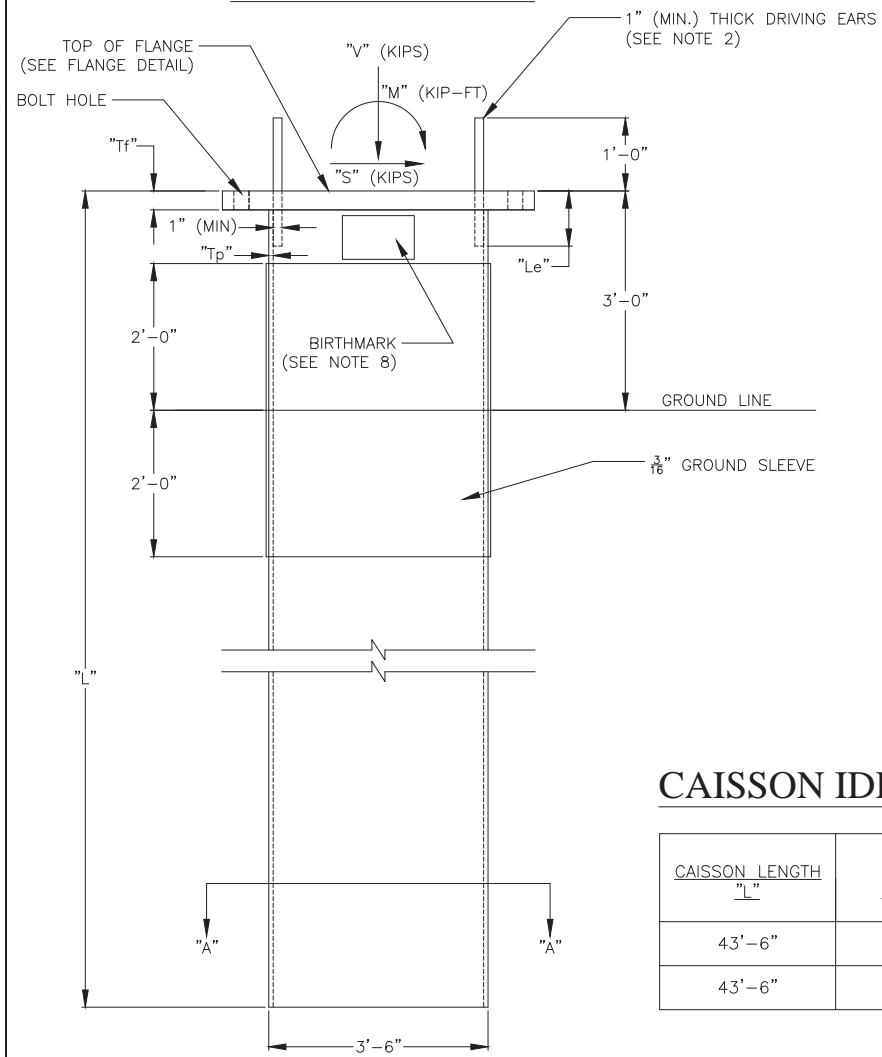 1" (MIN.) THICK DRIVING EARS
(SEE NOTE 2)
TOP OF FLANGE
(SEE FLANGE DETAIL)
"V" (KIPS)
BOLT HOLE
"M" (KIP-FT)
"Tf"
1'-0"
"S" (KIPS)
1" (MIN)
"Tp"
"Le"
3'-0"
2'-0"
BIRTHMARK
(SEE NOTE 8)
GROUND LINE
3/16" GROUND SLEEVE
2'-0"
"L"
CAISSON
CAISSON LENGTH
"L"
"A"
"A"
43'-6"
43'-6"
3'-6"